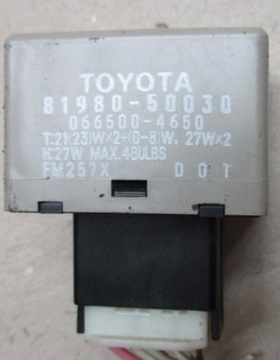 TOYOTA
81980-50030
066500-4650
T:21(23)W×2+(0-8)W, 27W×2
H:27W MAX.4BULBS
FM257X DOT